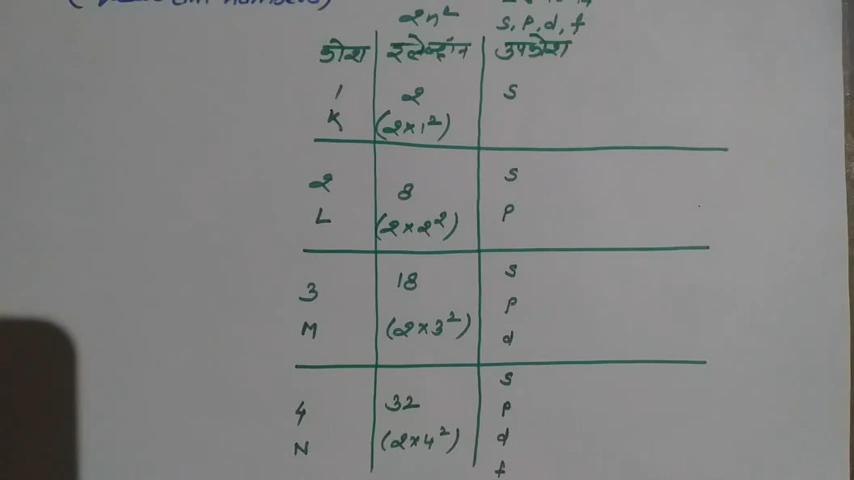 numbers)
2n²
s, p, d, f
कोश इलेक्ट्रॉन उपकोश
1 2 s
K (2×1²)
2 8 s
L (2×2²) p
3 18 s
p
M (2×3²) d
s
4 32 p
N (2×4²) d
f